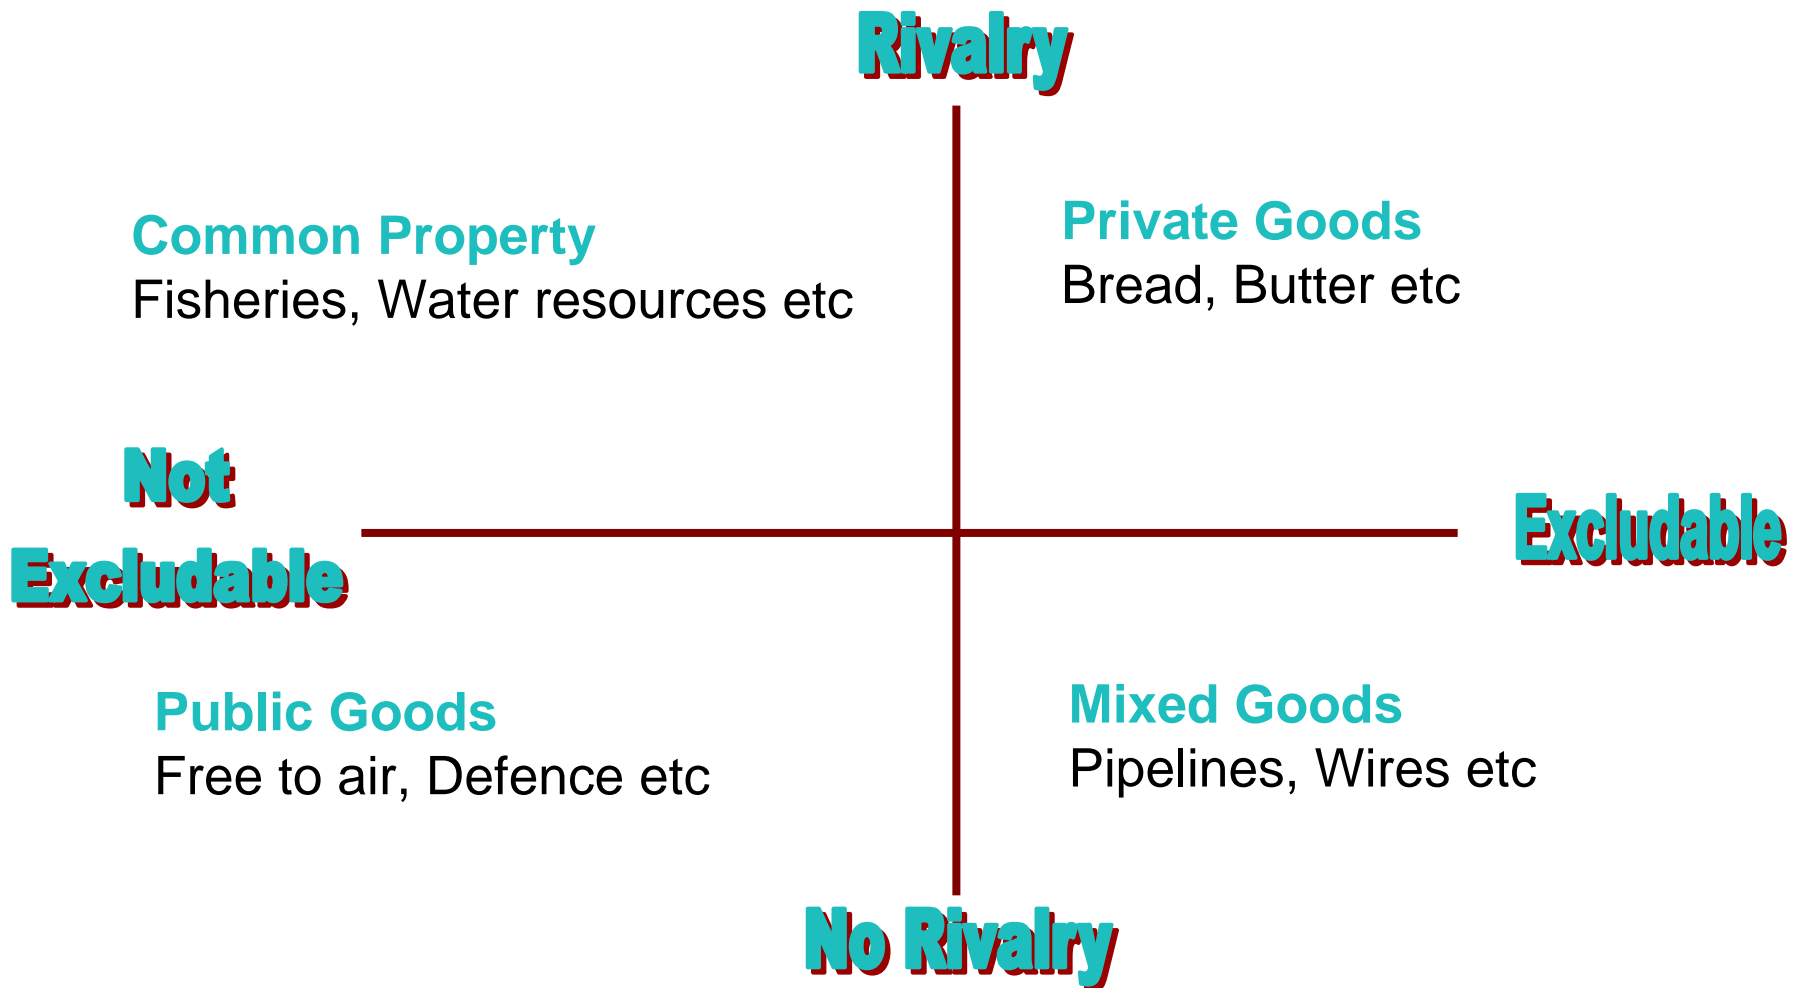 Rivalry
Common Property
Fisheries, Water resources etc
Private Goods
Bread, Butter etc
Not
Excludable
Excludable
Public Goods
Free to air, Defence etc
Mixed Goods
Pipelines, Wires etc
No Rivalry